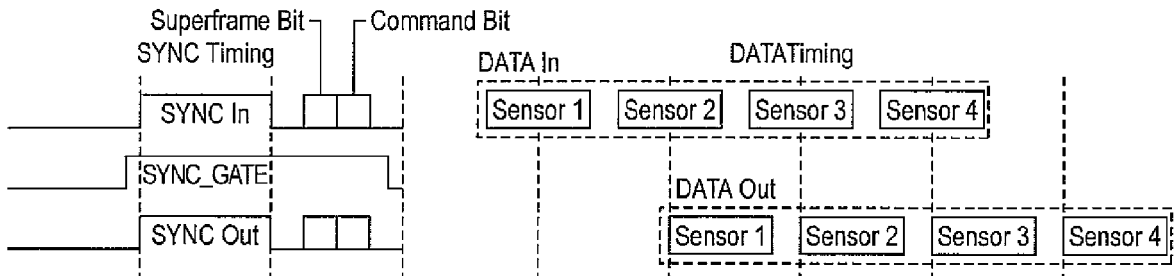 Superframe Bit
Command Bit
SYNC Timing
DATA In
DATATiming
SYNC In
Sensor 1
Sensor 2
Sensor 3
Sensor 4
SYNC_GATE
DATA Out
SYNC Out
Sensor 1
Sensor 2
Sensor 3
Sensor 4